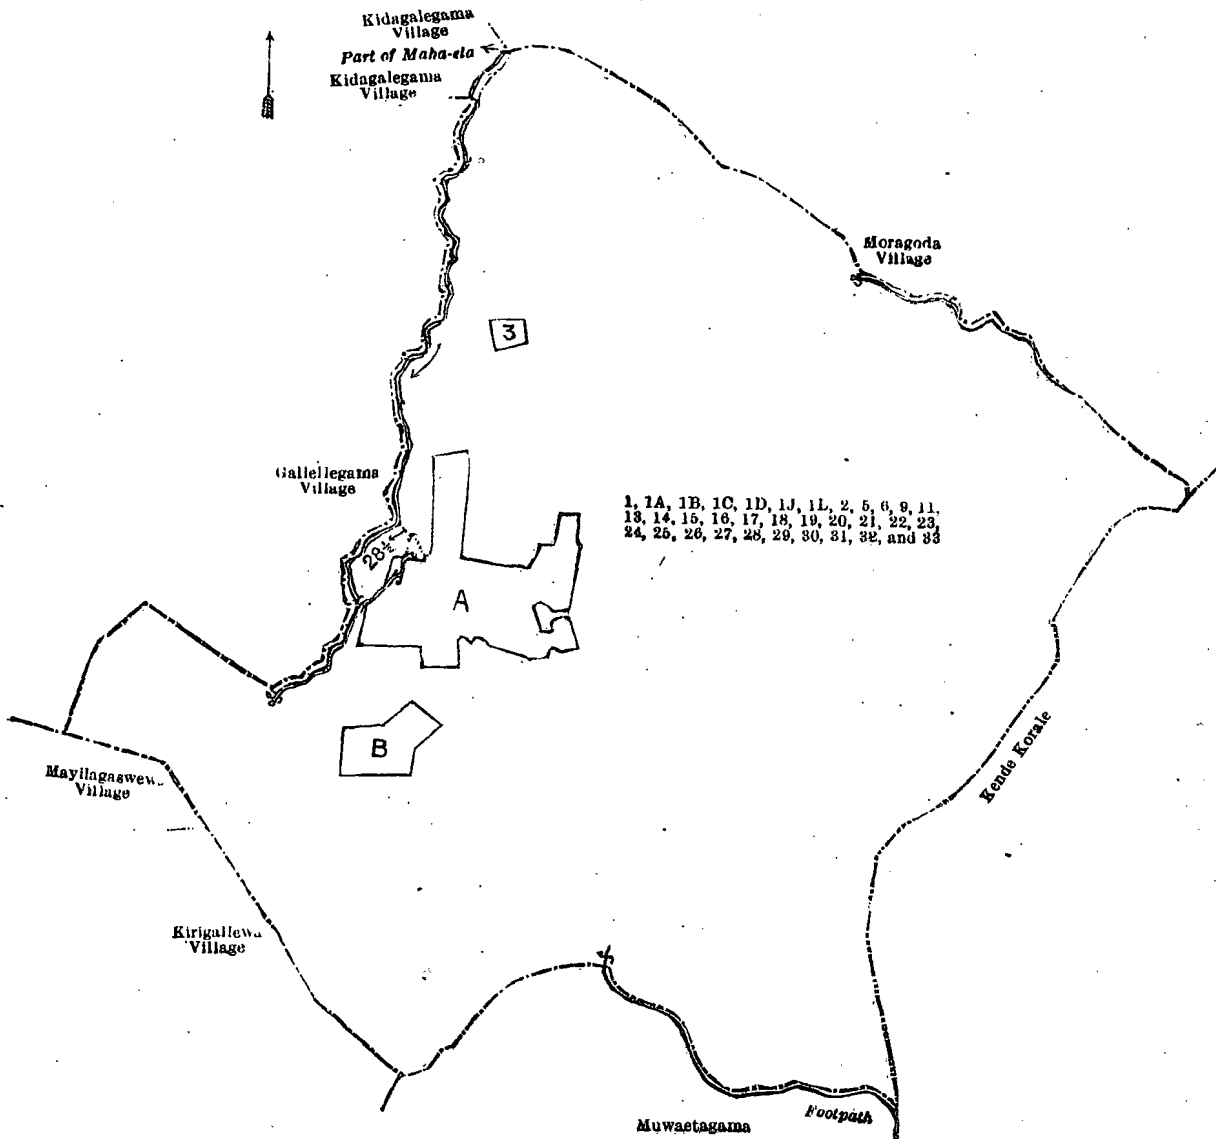 Kidagalegama
Village
Part of Maha-ela
Kidagalegama
Village
Moragoda
Village
3
Gallellegama
Village
1, 1A, 1B, 1C, 1D, 1J, 1L, 2, 5, 6, 9, 11,
13, 14, 15, 16, 17, 18, 19, 20, 21, 22, 23,
24, 25, 26, 27, 28, 29, 30, 31, 32, and 33
28
A
B
Mayilagaswewa
Village
Kende Korale
Kirigallewa
Village
Footpath
Muwaetagama